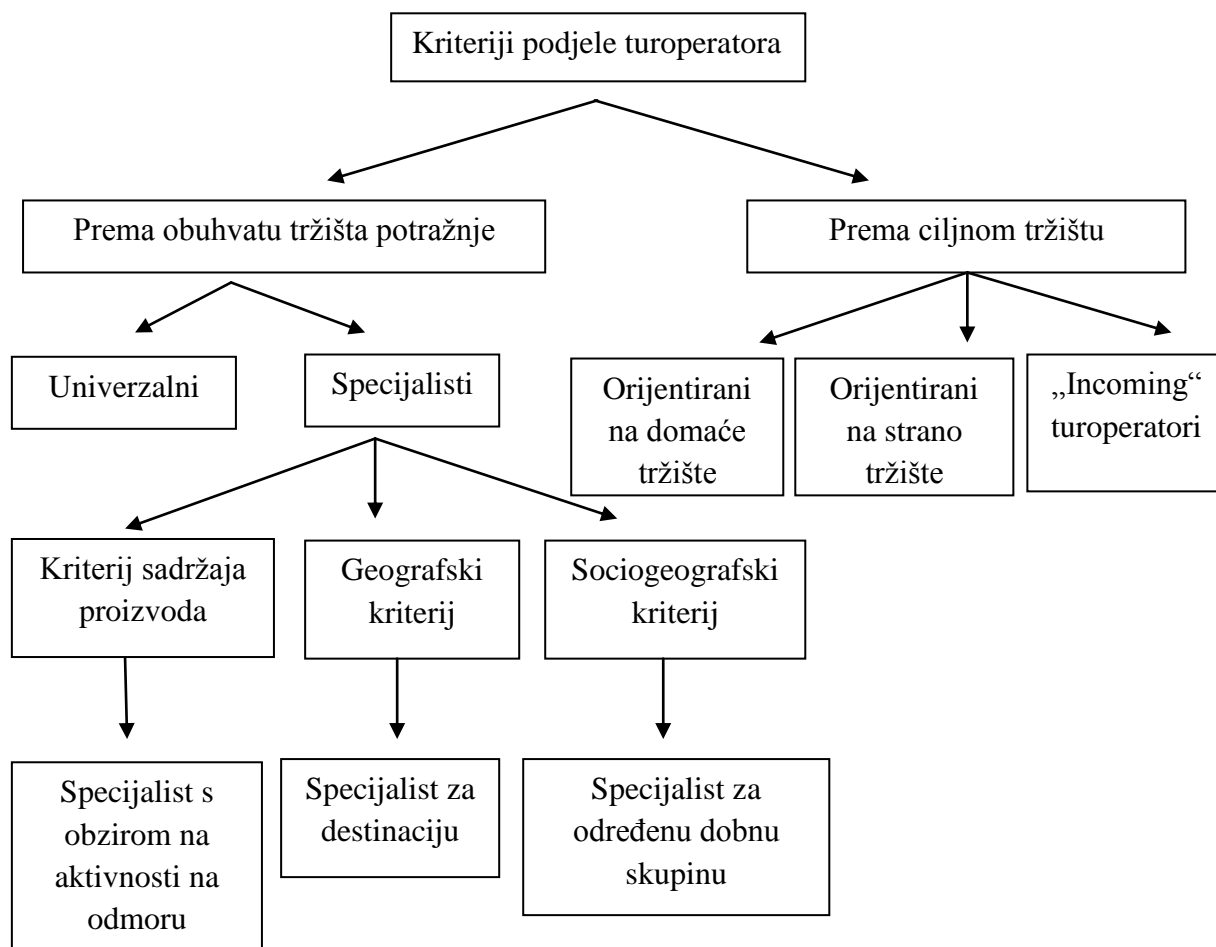 Kriteriji podjele turoperatora
Prema obuhvatu tržišta potražnje
Prema ciljnom tržištu
Univerzalni
Specijalisti
Orijentirani
na domaće
tržište
Orijentirani
na strano
tržište
„Incoming“
turoperatori
Kriterij sadržaja
proizvoda
Geografski
kriterij
Sociogeografski
kriterij
Specijalist s
obzirom na
aktivnosti na
odmoru
Specijalist za
destinaciju
Specijalist za
određenu dobnu
skupinu